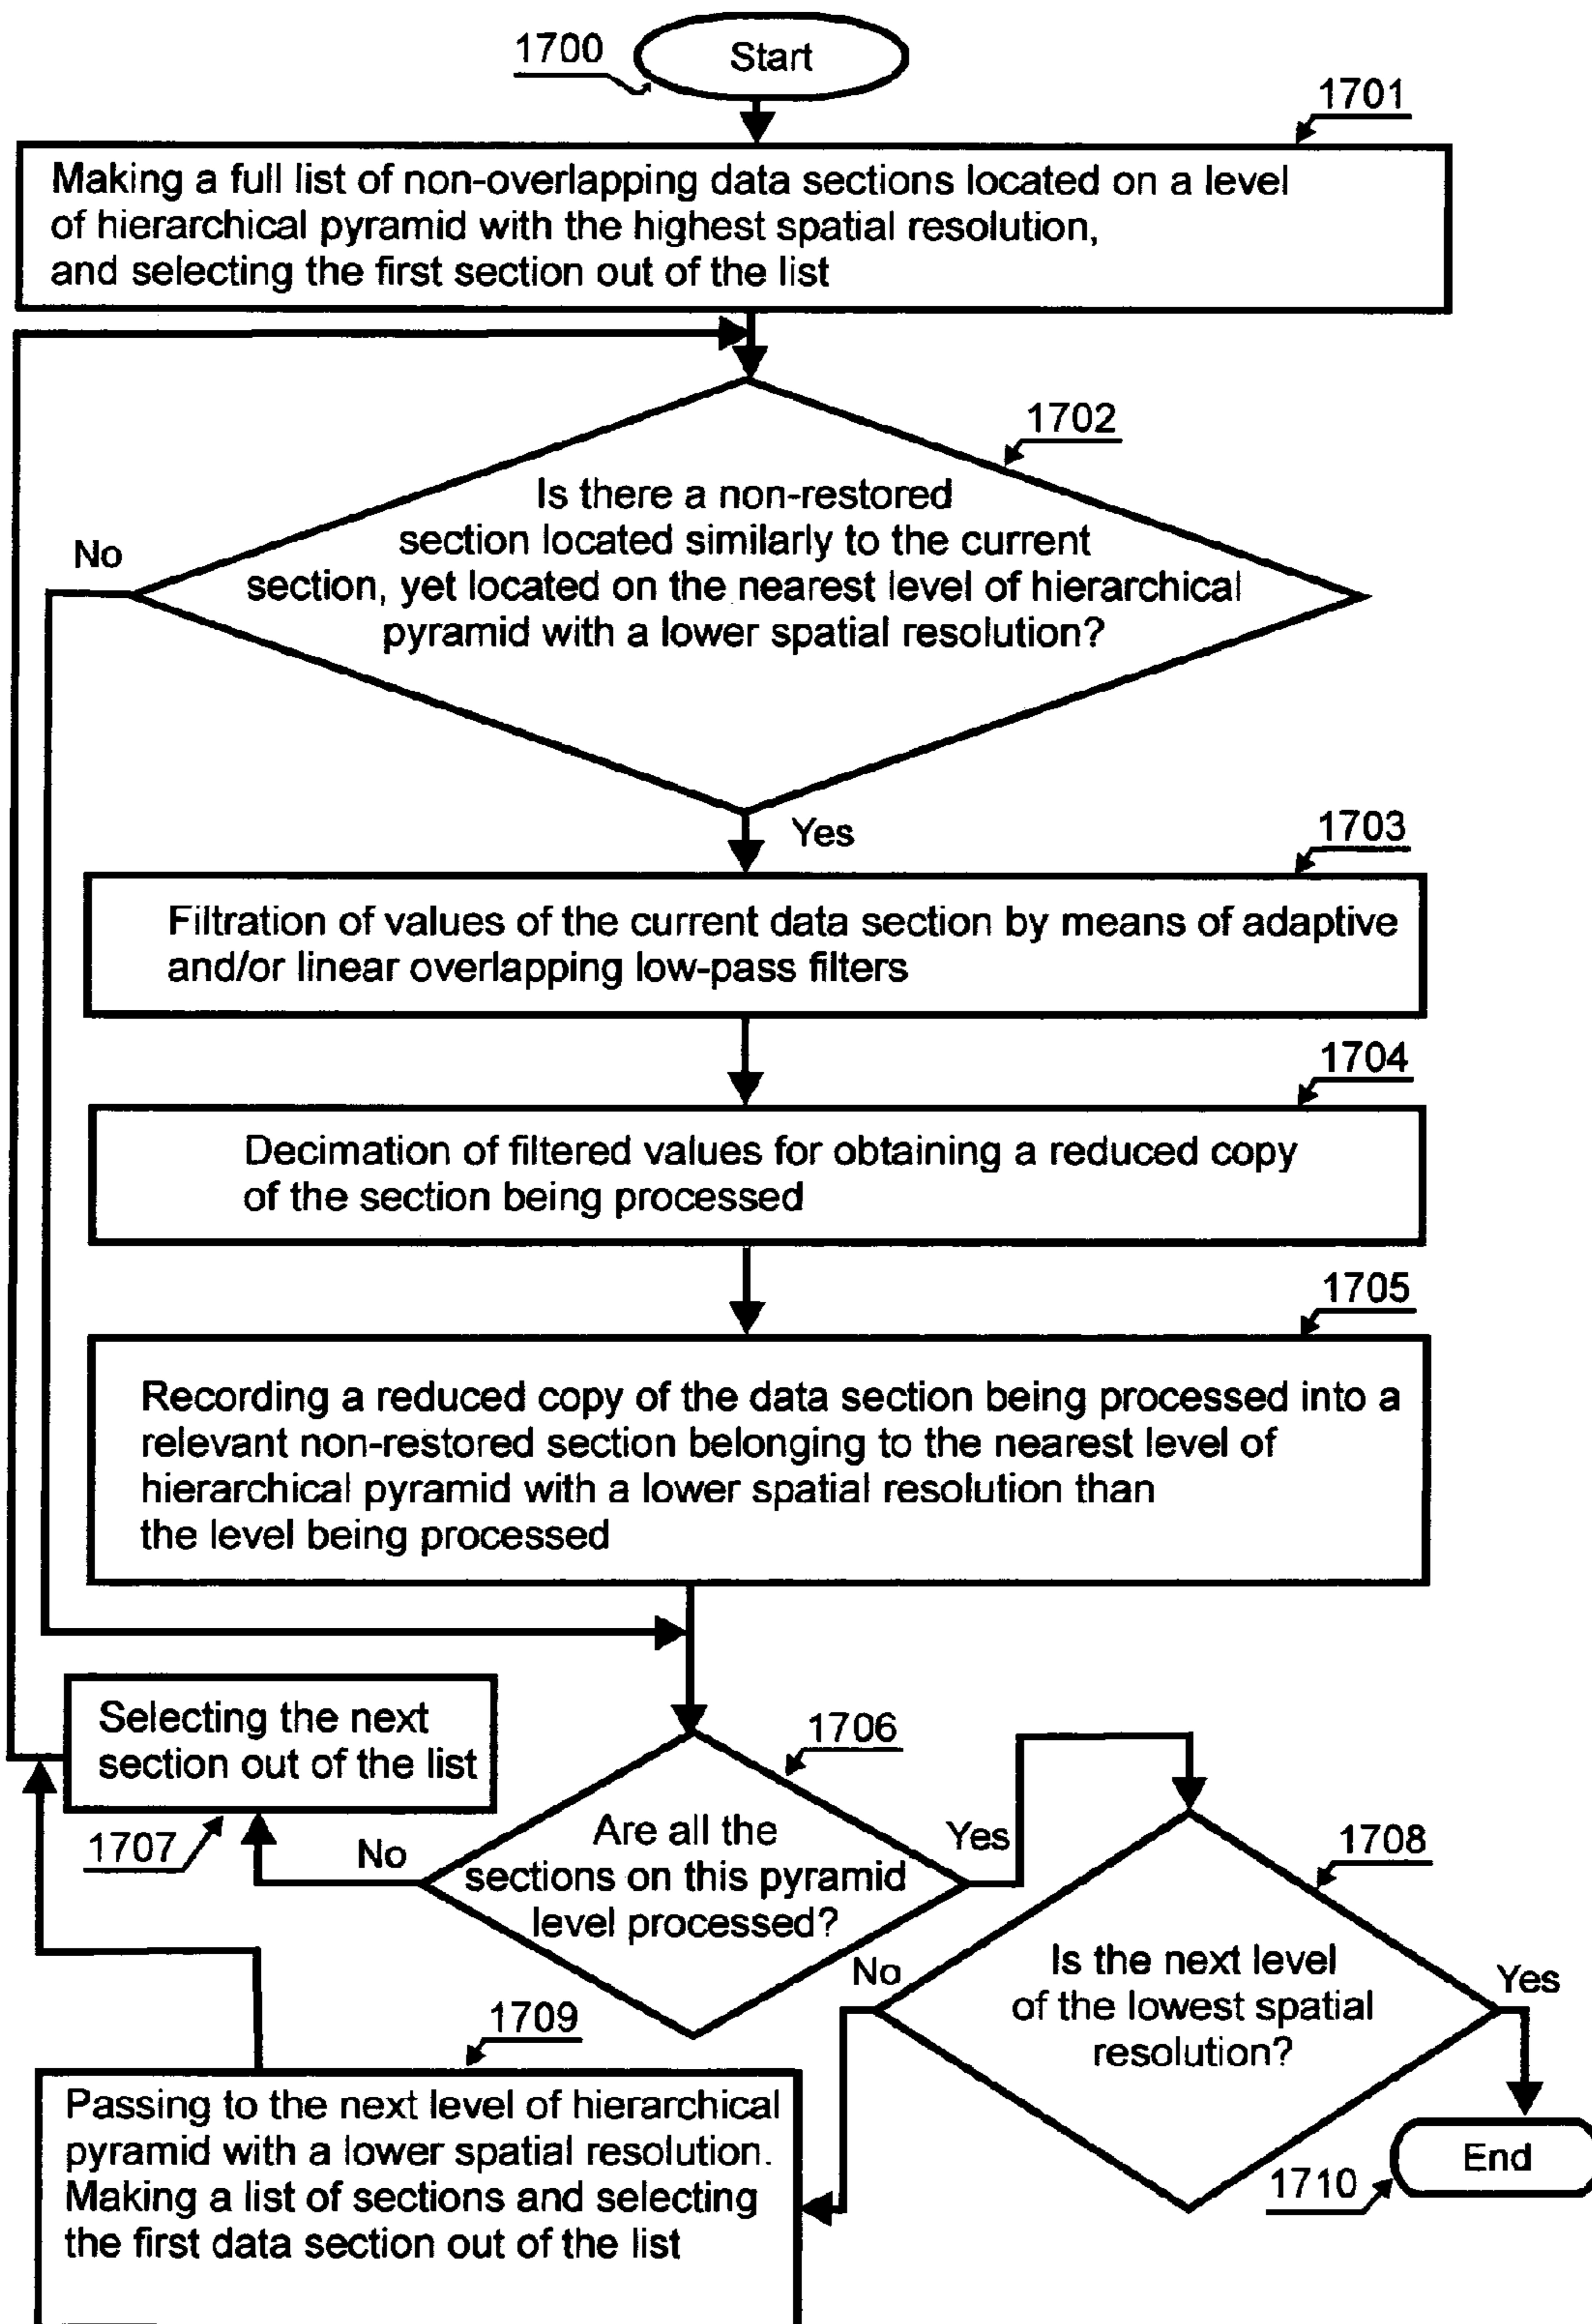 1700
Start
1701
Making a full list of non-overlapping data sections located on a level
of hierarchical pyramid with the highest spatial resolution,
and selecting the first section out of the list
1702
Is there a non-restored
section located similarly to the current
section, yet located on the nearest level of hierarchical
pyramid with a lower spatial resolution?
No
Yes
1703
Filtration of values of the current data section by means of adaptive
and/or linear overlapping low-pass filters
1704
Decimation of filtered values for obtaining a reduced copy
of the section being processed
1705
Recording a reduced copy of the data section being processed into a
relevant non-restored section belonging to the nearest level of
hierarchical pyramid with a lower spatial resolution than
the level being processed
Selecting the next
section out of the list
1707
No
1706
Are all the
sections on this pyramid
level processed?
Yes
1708
Is the next level
of the lowest spatial
resolution?
No
Yes
1709
Passing to the next level of hierarchical
pyramid with a lower spatial resolution.
Making a list of sections and selecting
the first data section out of the list
1710
End